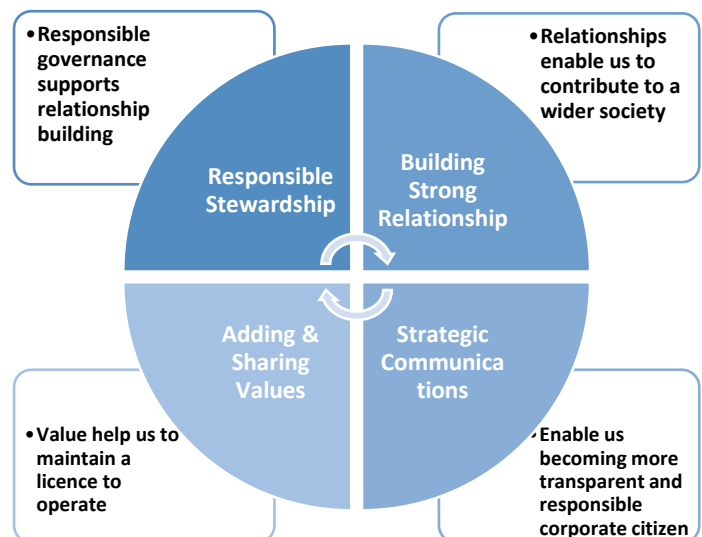 •Responsible
governance
supports
relationship
building
•Relationships
enable us to
contribute to a
wider society
Responsible
Stewardship
Building
Strong
Relationship
Adding &
Sharing
Values
Strategic
Communica
tions
•Value help us to
maintain a
licence to
operate
•Enable us
becoming more
transparent and
responsible
corporate citizen